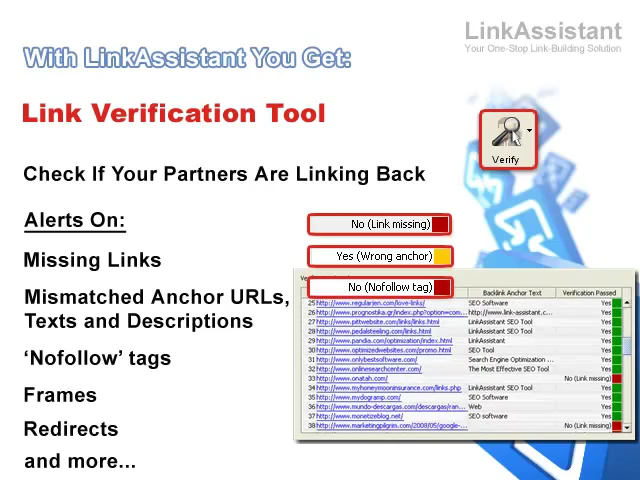 LinkAssistant
Your One-Stop Link-Building Solution
With LinkAssistant You Get:
Link Verification Tool
Verify
Check If Your Partners Are Linking Back
Alerts On:
No (Link missing)
Missing Links
Yes (Wrong anchor)
No (Nofollow tag)
Mismatched Anchor URLs,
Texts and Descriptions
'Nofollow' tags
Frames
Redirects
and more...
Backlink Anchor Text Verification Passed
25 http://www.regularjen.com/love-links/ SEO Software Yes
26 http://www.prognostika.gr/index.php?option=com... http://www.link-assistant.c... Yes
27 http://www.pittwebsite.com/links/links.html LinkAssistant SEO Tool Yes
28 http://www.pedalsteeling/links/links.html LinkAssistant SEO Tool Yes
29 http://www.pandia.com/optimization/index.html LinkAssistant Yes
30 http://www.optimizedwebsites.com/promo.html SEO Tool Yes
31 http://www.onlybestsoftware.com/ Search Engine Optimization ... Yes
32 http://www.onlinesearchcenter.com/ The Most Effective SEO Tool Yes
33 http://www.onatah.com/ No (Link missing)
34 http://www.myhoneymooninsurance.com/links.php LinkAssistant SEO Tool Yes
35 http://www.mydogramp.com/ SEO software Yes
36 http://www.mundo-descargas.com/descargas/ran... Web Yes
37 http://www.monetizeblog.net/ SEO software Yes
38 http://www.marketingpilgrim.com/2008/05/google-... No (Link missing)